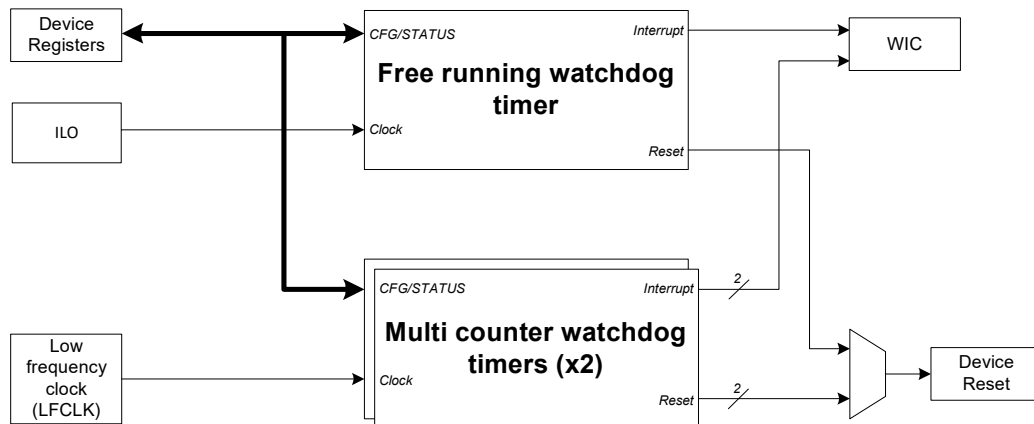 Device
Registers
CFG/STATUS
Interrupt
WIC
Free running watchdog
timer
ILO
Clock
Reset
CFG/STATUS
Interrupt
2
Multi counter watchdog
timers (x2)
Low
frequency
clock
(LFCLK)
Clock
Reset
2
Device
Reset